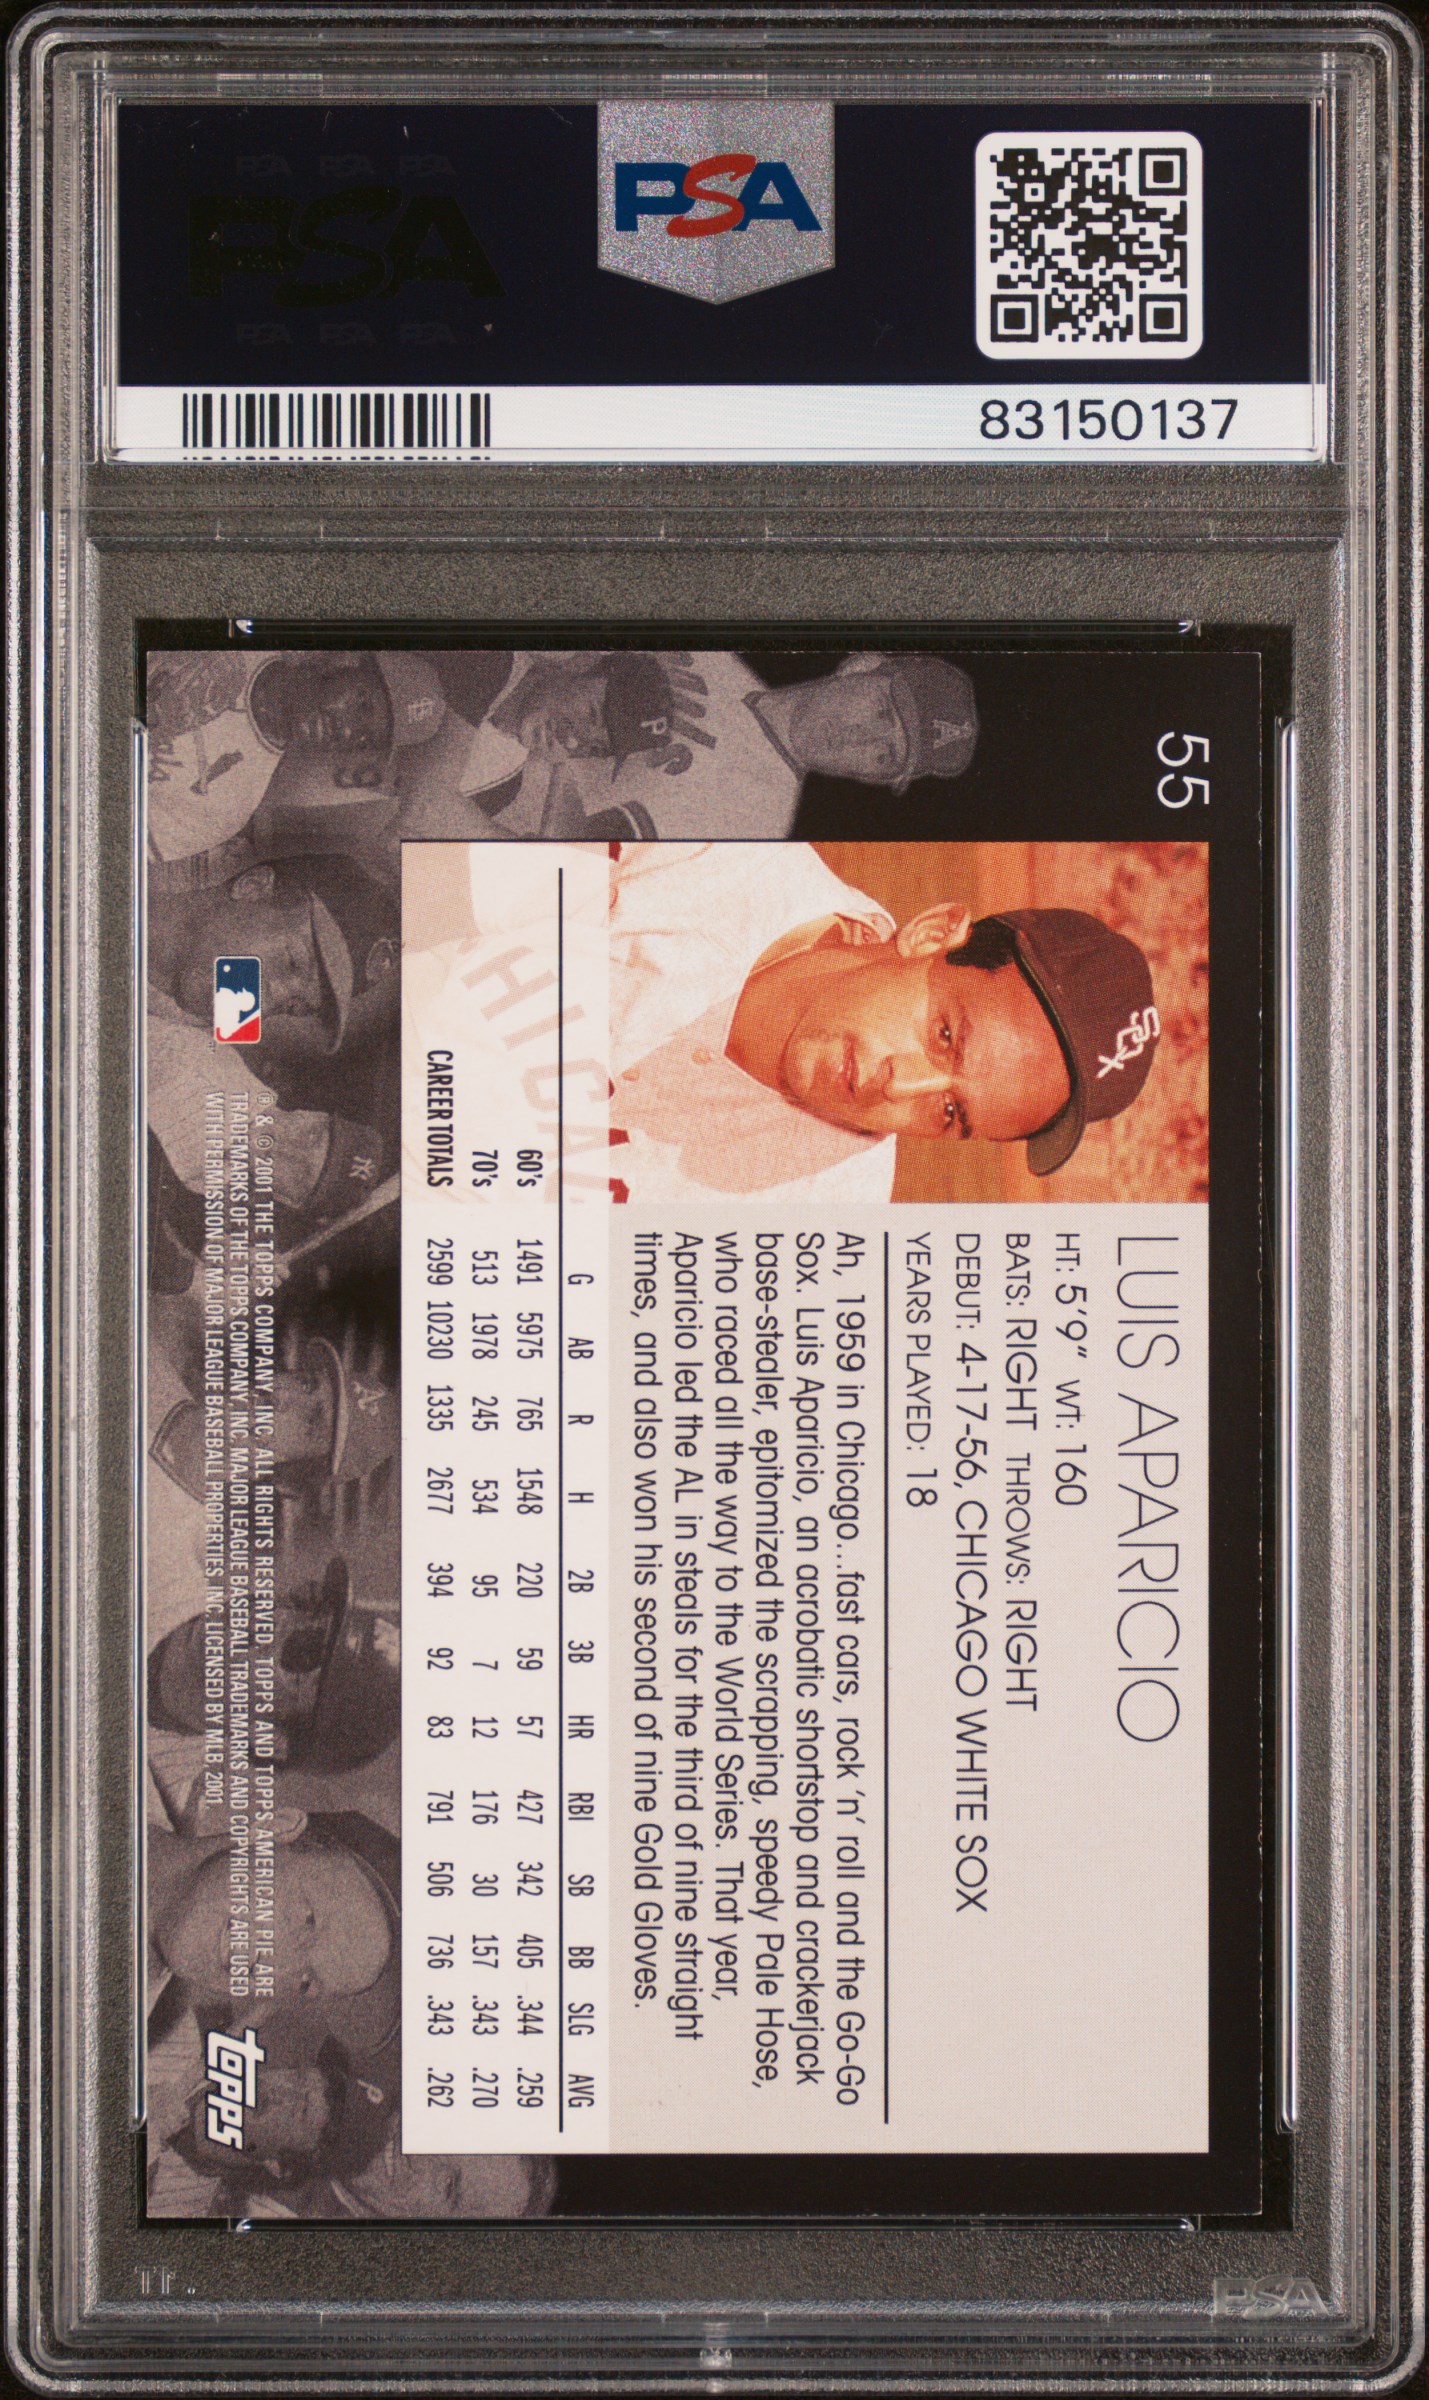 PSA PSA PSA
PSA
PSA PSA PSA
PSA
83150137
55
SOX
CHICA
LUIS APARICIO
HT: 5'9" WT: 160
BATS: RIGHT THROWS: RIGHT
DEBUT: 4-17-56, CHICAGO WHITE SOX
YEARS PLAYED: 18
Ah, 1959 in Chicago...fast cars, rock 'n' roll and the Go-Go
Sox. Luis Aparicio, an acrobatic shortstop and crackerjack
base-stealer, epitomized the scrapping, speedy Pale Hose,
who raced all the way to the World Series. That year,
Aparicio led the AL in steals for the third of nine straight
times, and also won his second of nine Gold Gloves.
G AB R H 2B 3B HR RBI SB BB SLG AVG
60's 1491 5975 765 1548 220 59 57 427 342 405 .344 .259
70's 513 1978 245 534 95 7 12 176 30 157 .343 .270
CAREER TOTALS 2599 10230 1335 2677 394 92 83 791 506 736 .343 .262
® & © 2001 THE TOPPS COMPANY, INC. ALL RIGHTS RESERVED. TOPPS AND TOPPS AMERICAN PIE ARE
TRADEMARKS OF THE TOPPS COMPANY, INC. MAJOR LEAGUE BASEBALL TRADEMARKS AND COPYRIGHTS ARE USED
WITH PERMISSION OF MAJOR LEAGUE BASEBALL PROPERTIES, INC. LICENSED BY MLB, 2001.
topps
PSA